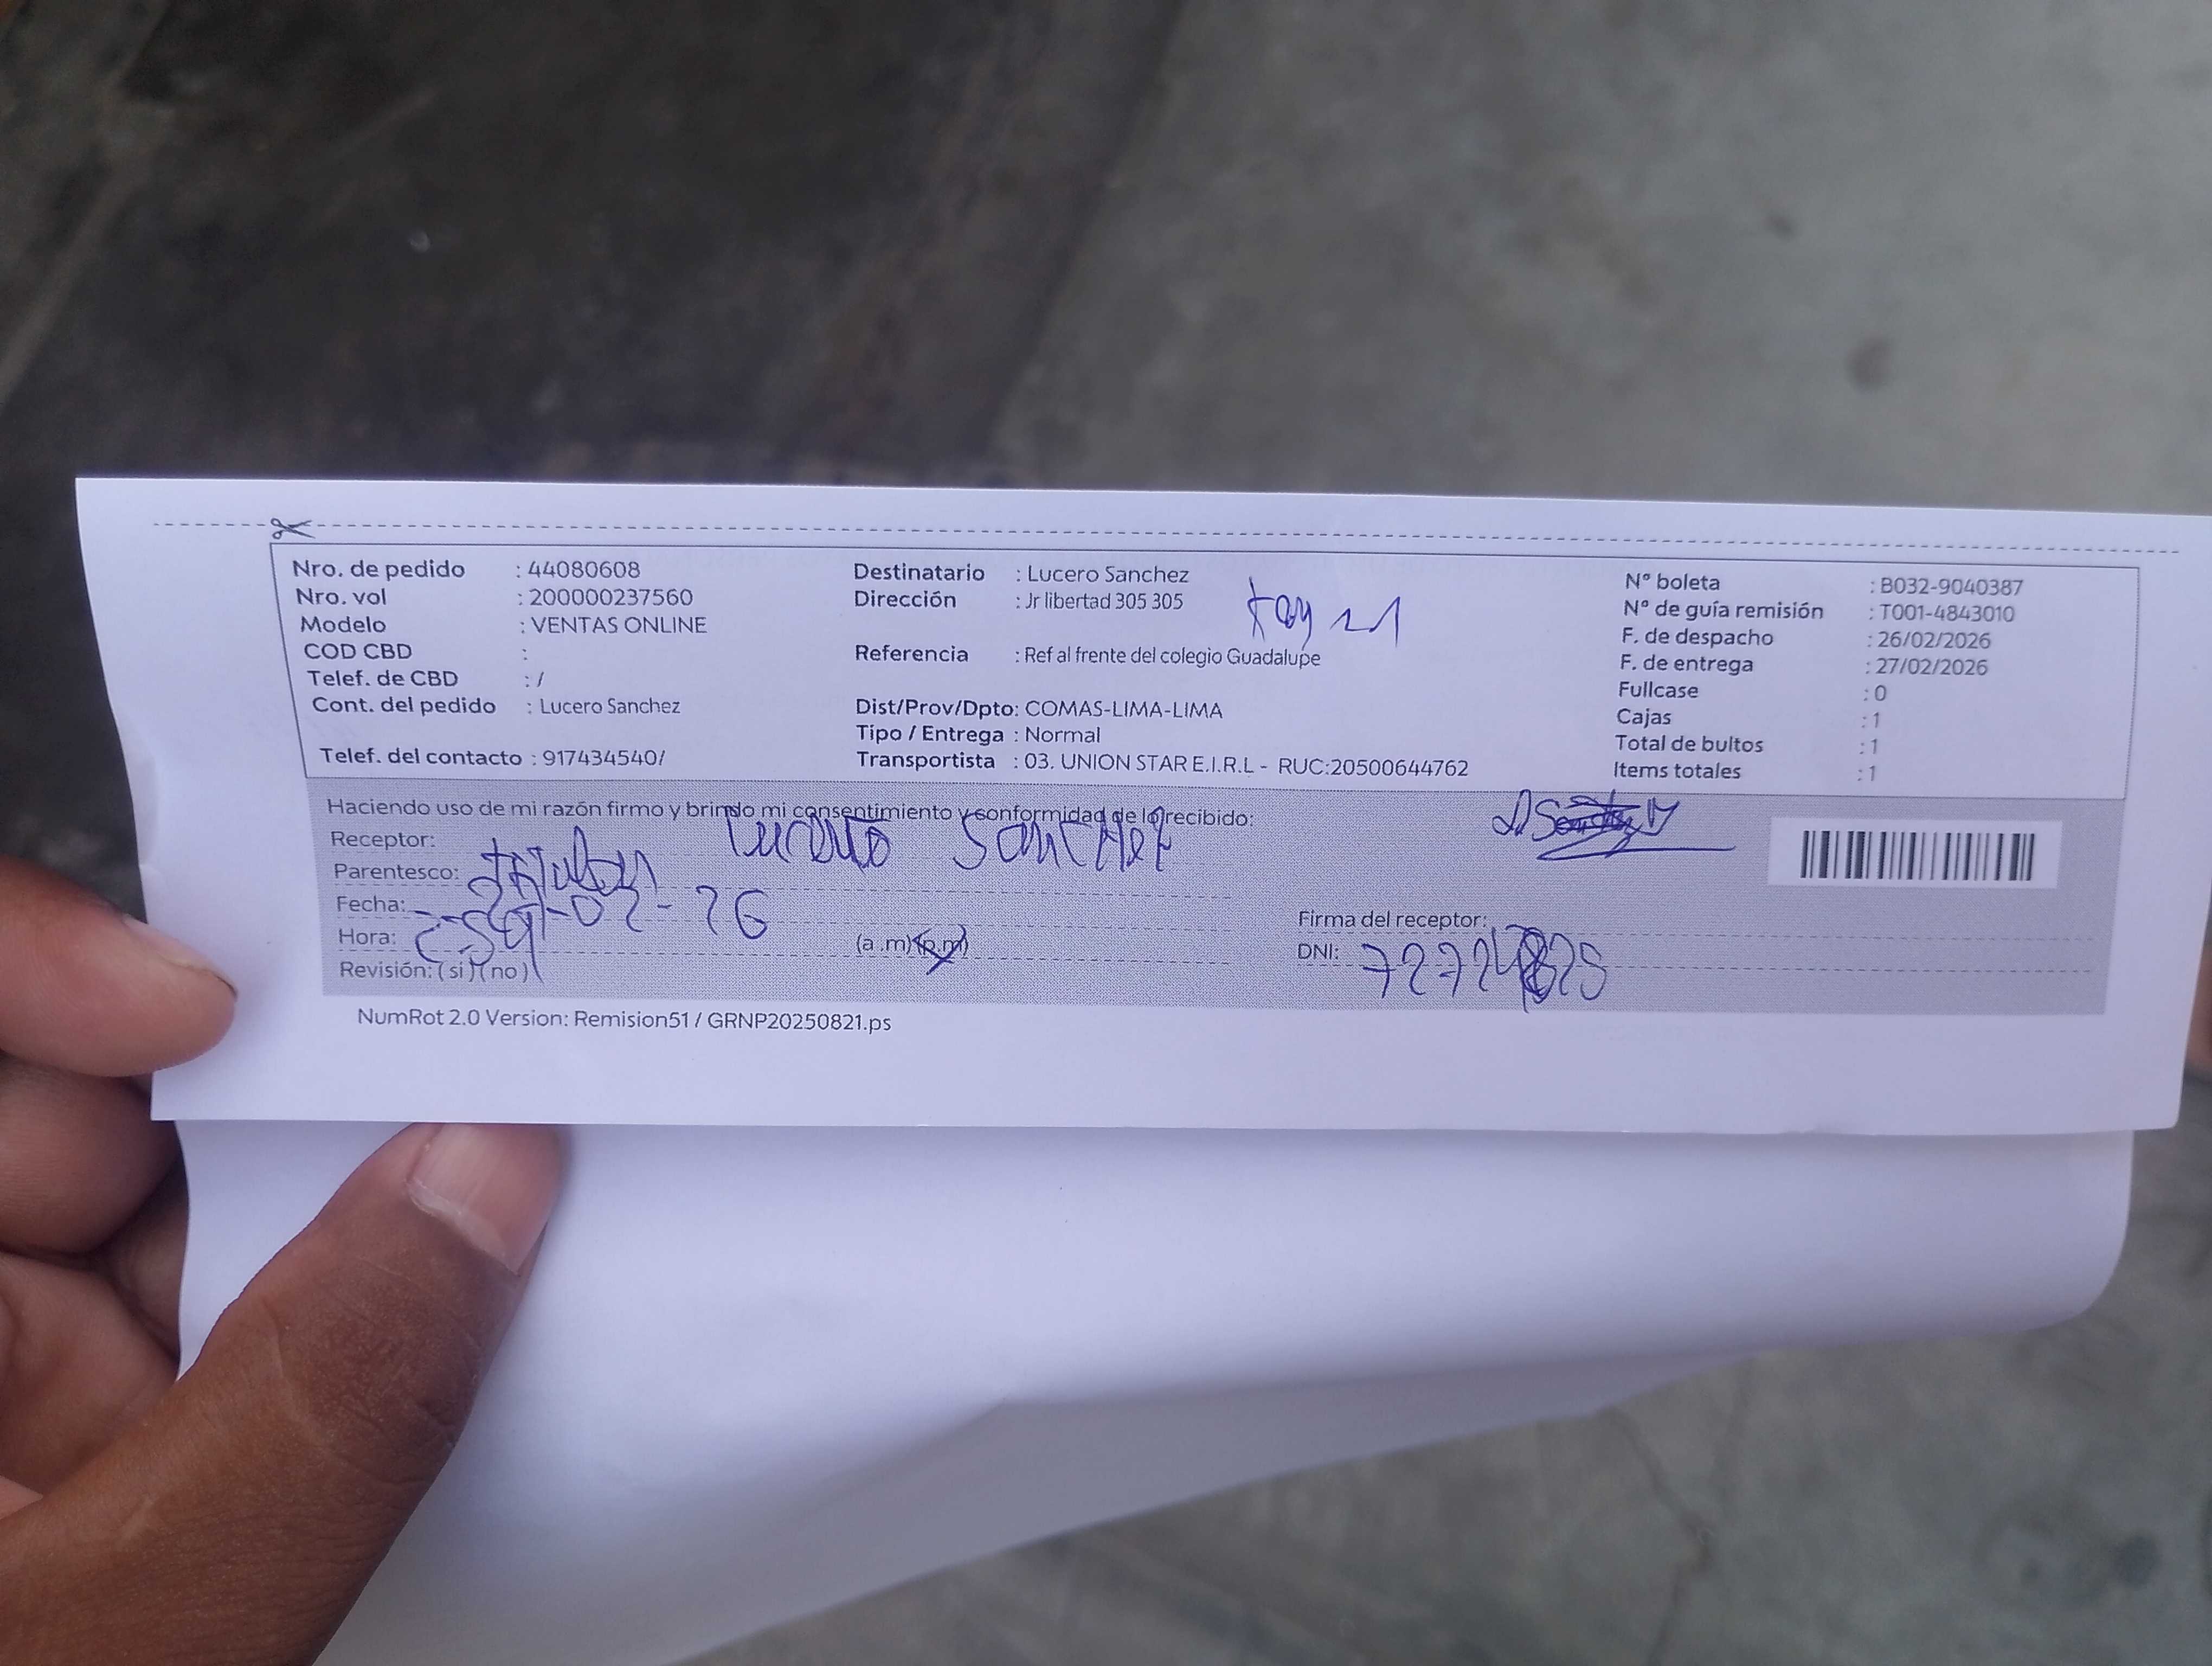 Nro. de pedido : 44080608
Nro. vol : 200000237560
Modelo : VENTAS ONLINE
COD CBD :
Telef. de CBD : /
Cont. del pedido : Lucero Sanchez
Telef. del contacto : 917434540/
Destinatario : Lucero Sanchez
Dirección : Jr libertad 305 305
Referencia : Ref al frente del colegio Guadalupe
Dist/Prov/Dpto: COMAS-LIMA-LIMA
Tipo / Entrega : Normal
Transportista : 03. UNION STAR E.I.R.L - RUC:20500644762
N° boleta : B032-9040387
N° de guía remisión : T001-4843010
F. de despacho : 26/02/2026
F. de entrega : 27/02/2026
Fullcase : 0
Cajas : 1
Total de bultos : 1
Items totales : 1
Haciendo uso de mi razón firmo y brindo mi consentimiento y conformidad de lo recibido:
Receptor: Lucero Sanchez
Parentesco:
Fecha: -02-26
Hora: (a.m) (p.m)
Revisión: (si) (no)
Firma del receptor:
DNI:
NumRot 2.0 Version: Remision51 / GRNP20250821.ps